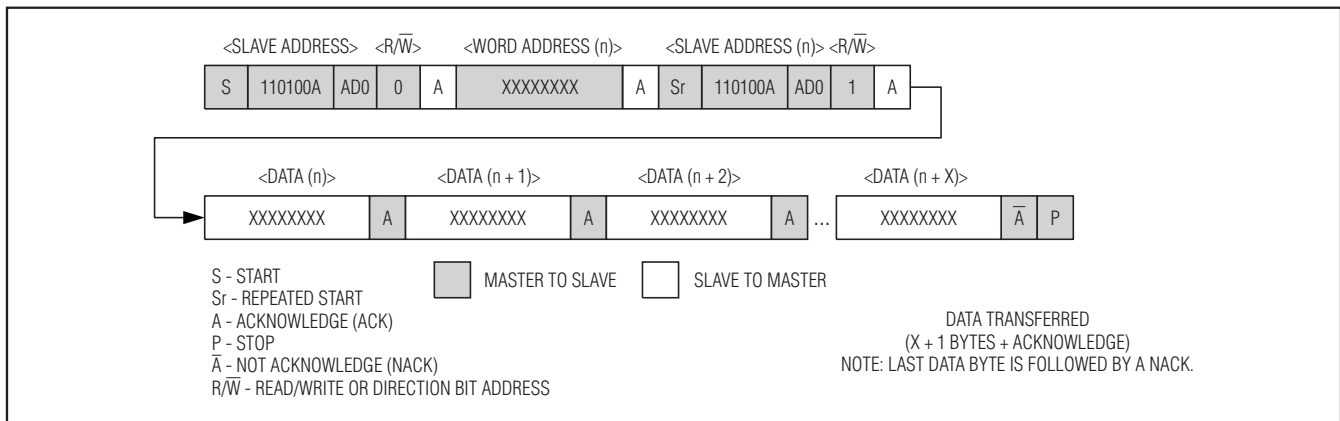 <SLAVE ADDRESS> <R/W̅> <WORD ADDRESS (n)> <SLAVE ADDRESS (n)> <R/W̅>
S 110100A AD0 0 A XXXXXXXX A Sr 110100A AD0 1 A
<DATA (n)> <DATA (n + 1)> <DATA (n + 2)> <DATA (n + X)>
XXXXXXXX A XXXXXXXX A XXXXXXXX A ... XXXXXXXX A̅ P
S - START
Sr - REPEATED START
A - ACKNOWLEDGE (ACK)
P - STOP
A̅ - NOT ACKNOWLEDGE (NACK)
R/W̅ - READ/WRITE OR DIRECTION BIT ADDRESS
MASTER TO SLAVE
SLAVE TO MASTER
DATA TRANSFERRED
(X + 1 BYTES + ACKNOWLEDGE)
NOTE: LAST DATA BYTE IS FOLLOWED BY A NACK.